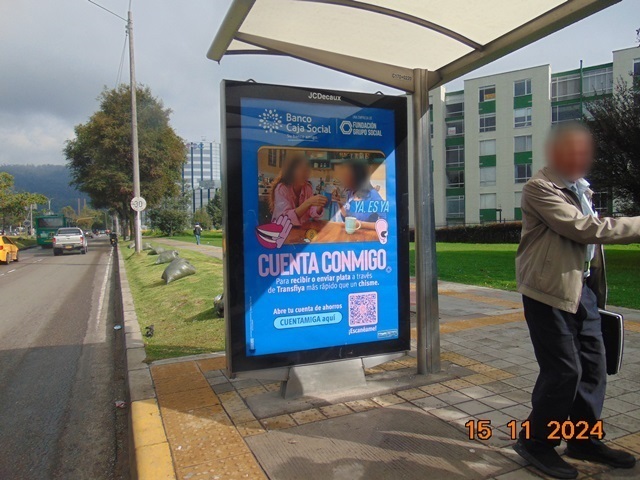 JCDecaux
Banco
Caja Social
FUNDACIÓN
GRUPO SOCIAL
YA, ES YA
CUENTA CONMIGO.
Para recibir o enviar plata a través
de Transfiya más rápido que un chisme.
Abre tu cuenta de ahorros
CUENTAMIGA aquí
¡Escanéame!
30
15 11 2024